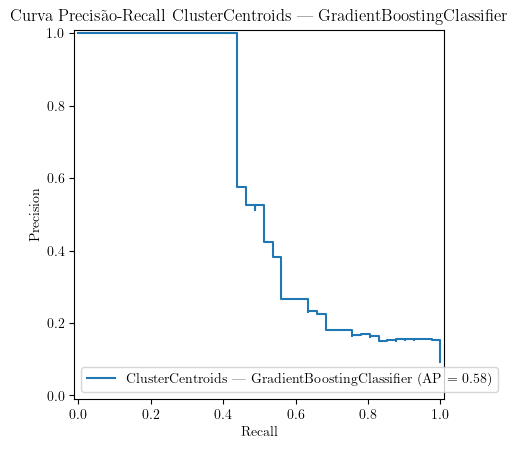 Curva Precisão-Recall ClusterCentroids — GradientBoostingClassifier
1.0
0.8
0.6
0.4
0.2
0.0
Precision
ClusterCentroids — GradientBoostingClassifier (AP = 0.58)
0.0 0.2 0.4 0.6 0.8 1.0
Recall